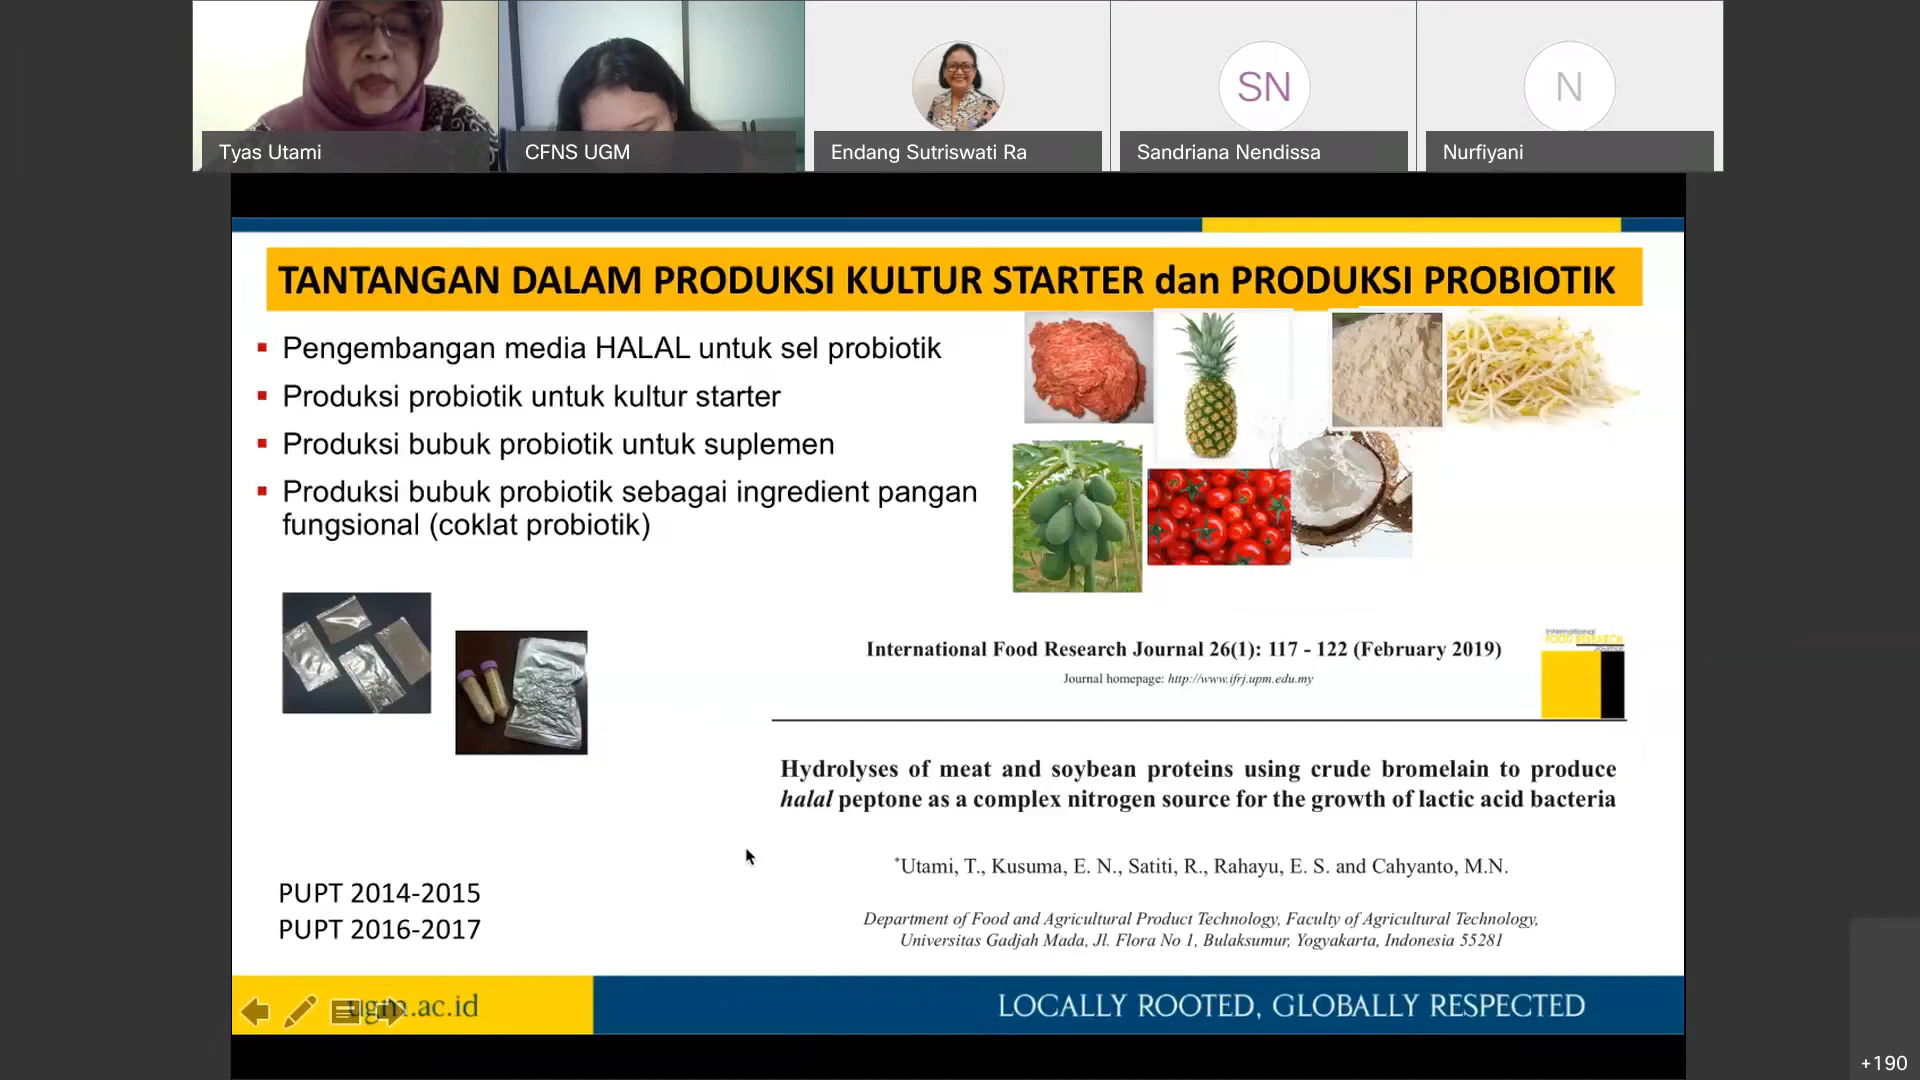 Tyas Utami
CFNS UGM
Endang Sutriswati Ra
SN
Sandriana Nendissa
N
Nurfiyani
TANTANGAN DALAM PRODUKSI KULTUR STARTER dan PRODUKSI PROBIOTIK
▪ Pengembangan media HALAL untuk sel probiotik
▪ Produksi probiotik untuk kultur starter
▪ Produksi bubuk probiotik untuk suplemen
▪ Produksi bubuk probiotik sebagai ingredient pangan
fungsional (coklat probiotik)
International Food Research Journal 26(1): 117 - 122 (February 2019)
Journal homepage: http://www.ifrj.upm.edu.my
International
FOOD RESEARCH
Journal
Hydrolyses of meat and soybean proteins using crude bromelain to produce
halal peptone as a complex nitrogen source for the growth of lactic acid bacteria
*Utami, T., Kusuma, E. N., Satiti, R., Rahayu, E. S. and Cahyanto, M.N.
Department of Food and Agricultural Product Technology, Faculty of Agricultural Technology,
Universitas Gadjah Mada, Jl. Flora No 1, Bulaksumur, Yogyakarta, Indonesia 55281
PUPT 2014-2015
PUPT 2016-2017
ugm.ac.id
LOCALLY ROOTED, GLOBALLY RESPECTED
+190